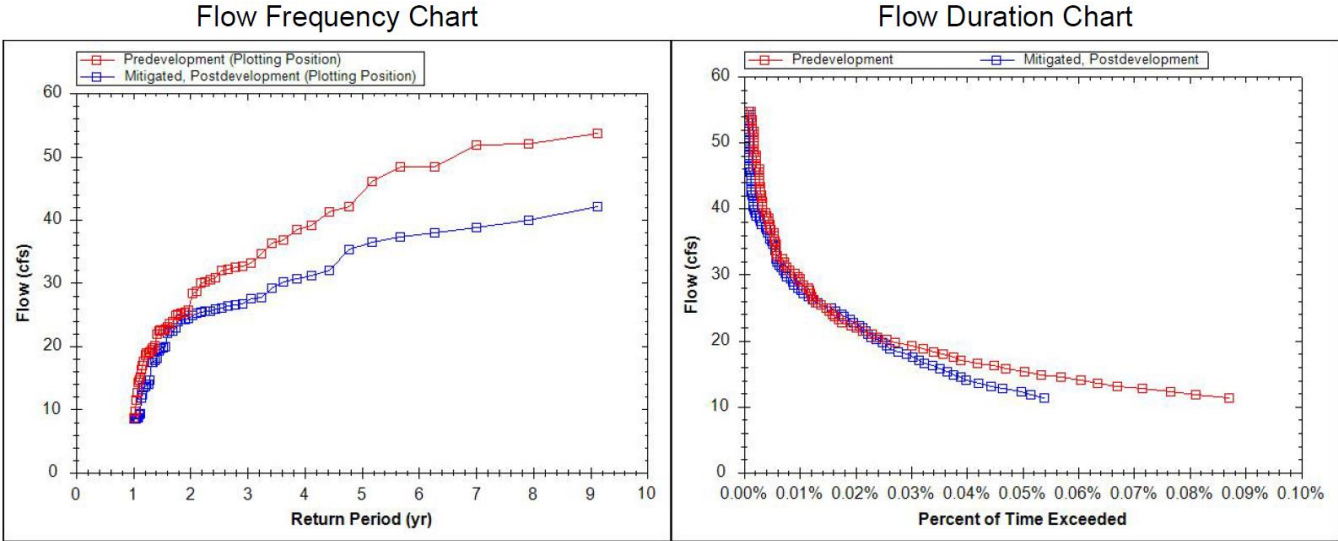 Flow Frequency Chart
Flow Duration Chart
Predevelopment (Plotting Position)
Mitigated, Postdevelopment (Plotting Position)
60
50
40
30
20
10
0
Flow (cfs)
0 1 2 3 4 5 6 7 8 9 10
Return Period (yr)
Predevelopment
Mitigated, Postdevelopment
60
50
40
30
20
10
0
Flow (cfs)
0.00% 0.01% 0.02% 0.03% 0.04% 0.05% 0.06% 0.07% 0.08% 0.09% 0.10%
Percent of Time Exceeded